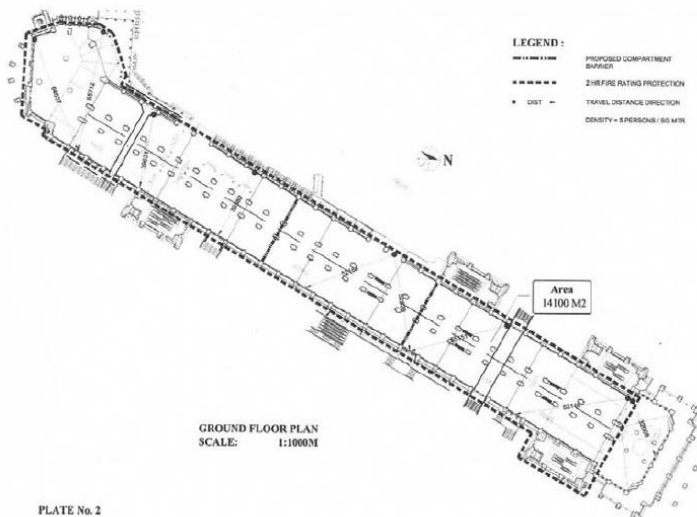 LEGEND :
PROPOSED COMPARTMENT
BARRIER
2 HR FIRE RATING PROTECTION
DIST
TRAVEL DISTANCE DIRECTION
DENSITY = 5 PERSONS / SQ MTR
N
Area
14100 M2
GROUND FLOOR PLAN
SCALE: 1:1000M
PLATE No. 2